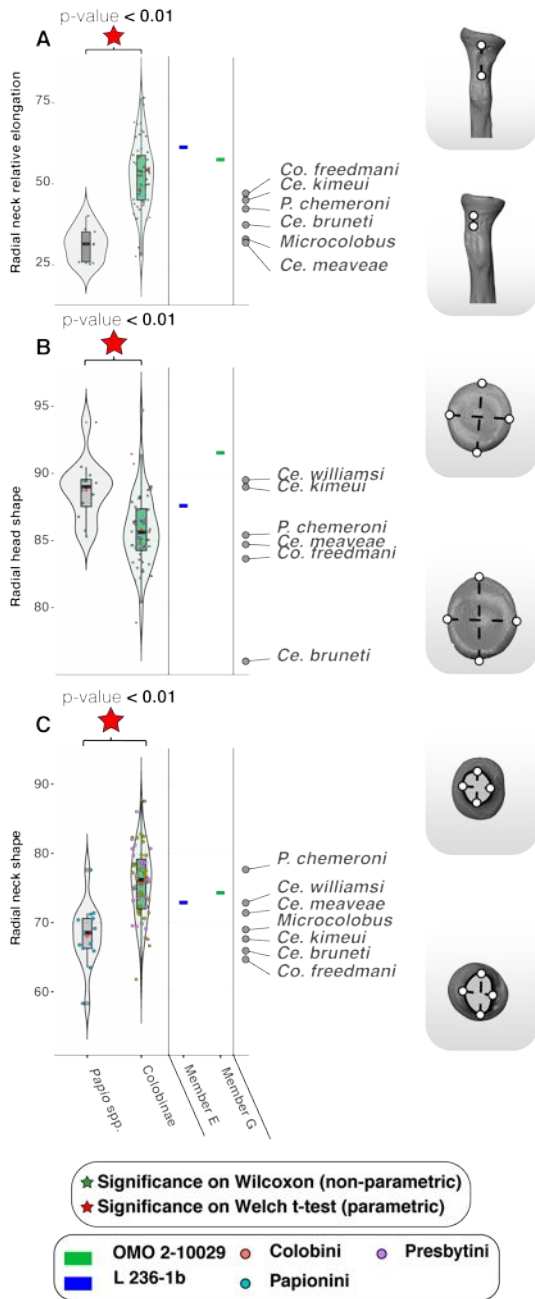 p-value < 0.01
A
Radial neck relative elongation
75
50
25
Co. freedmani
Ce. kimeui
P. chemeroni
Ce. bruneti
Microcolobus
Ce. meaveae
p-value < 0.01
B
Radial head shape
95
90
85
80
Ce. williamsi
Ce. kimeui
P. chemeroni
Ce. meaveae
Co. freedmani
Ce. bruneti
p-value < 0.01
C
Radial neck shape
90
80
70
60
P. chemeroni
Ce. williamsi
Ce. meaveae
Microcolobus
Ce. kimeui
Ce. bruneti
Co. freedmani
Papio spp.
Colobinae
Member E
Member G
Significance on Wilcoxon (non-parametric)
Significance on Welch t-test (parametric)
OMO 2-10029 Colobini Presbytini
L 236-1b Papionini